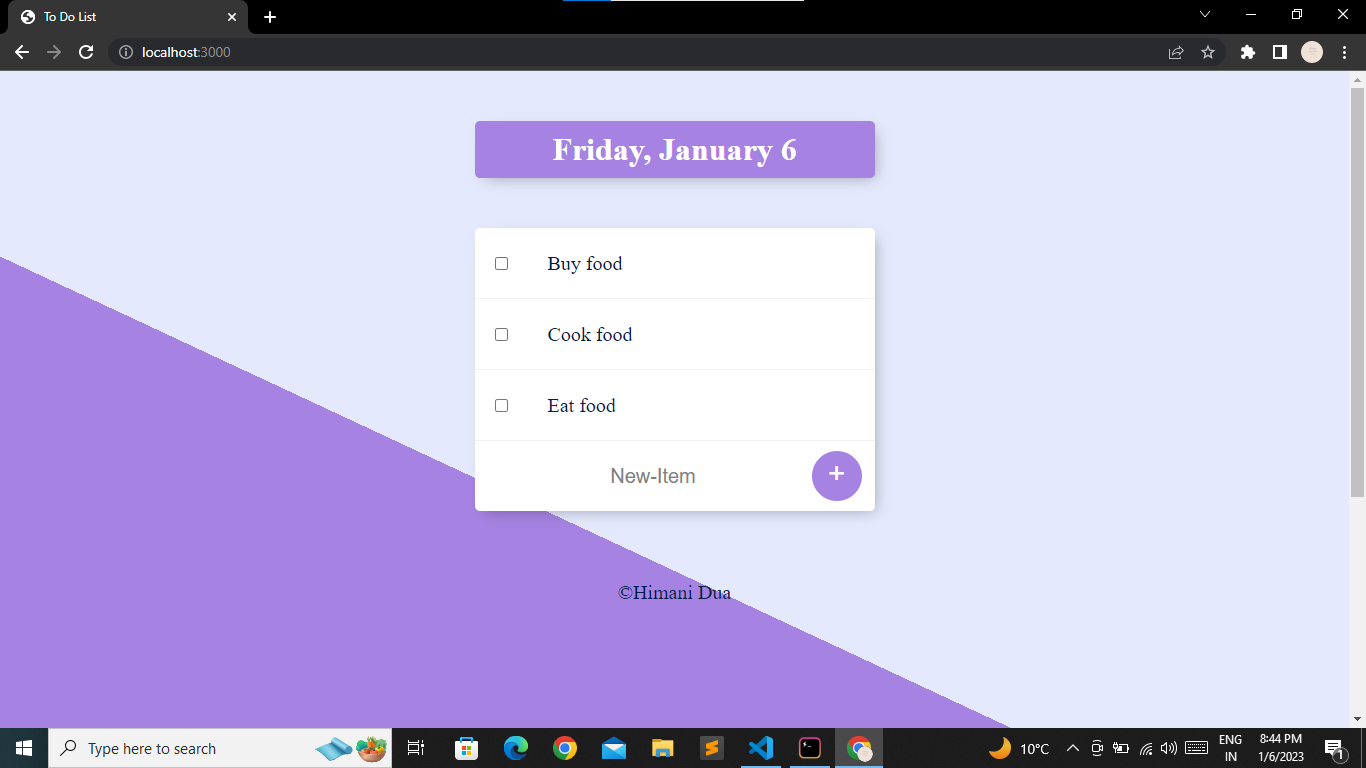 To Do List
localhost:3000
Friday, January 6
Buy food
Cook food
Eat food
New-Item
+
©Himani Dua
Type here to search
10°C
ENG
IN
8:44 PM
1/6/2023
1